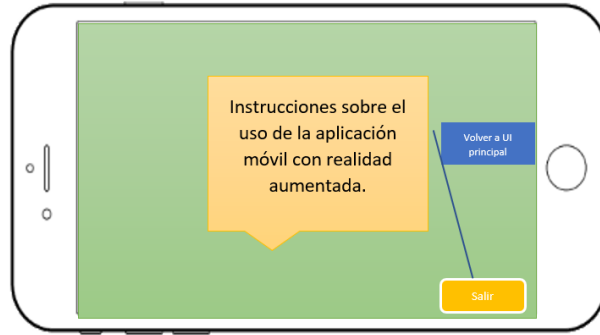 Instrucciones sobre el
uso de la aplicación
móvil con realidad
aumentada.
Volver a UI
principal
Salir